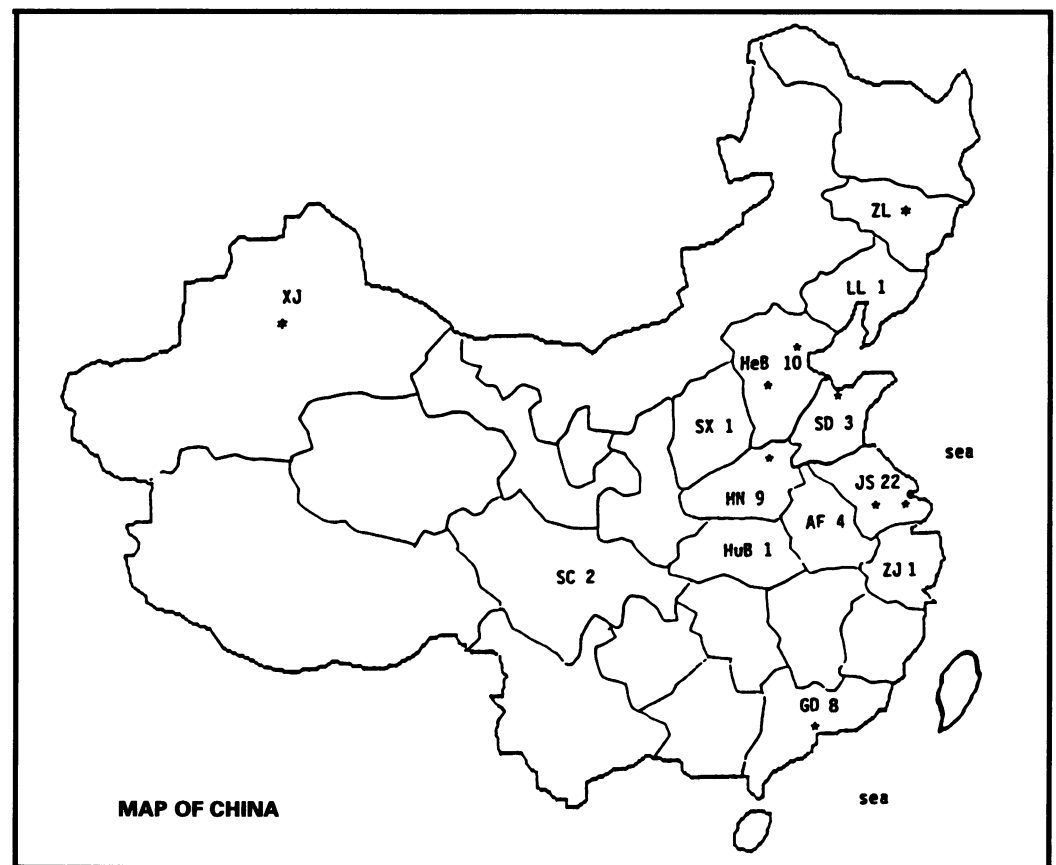 ZL *
LL 1
XJ
*
HeB 10
*
*
SX 1
SD 3
*
sea
*
HN 9
JS 22
* *
AF 4
HuB 1
ZJ 1
SC 2
GD 8
*
sea
MAP OF CHINA